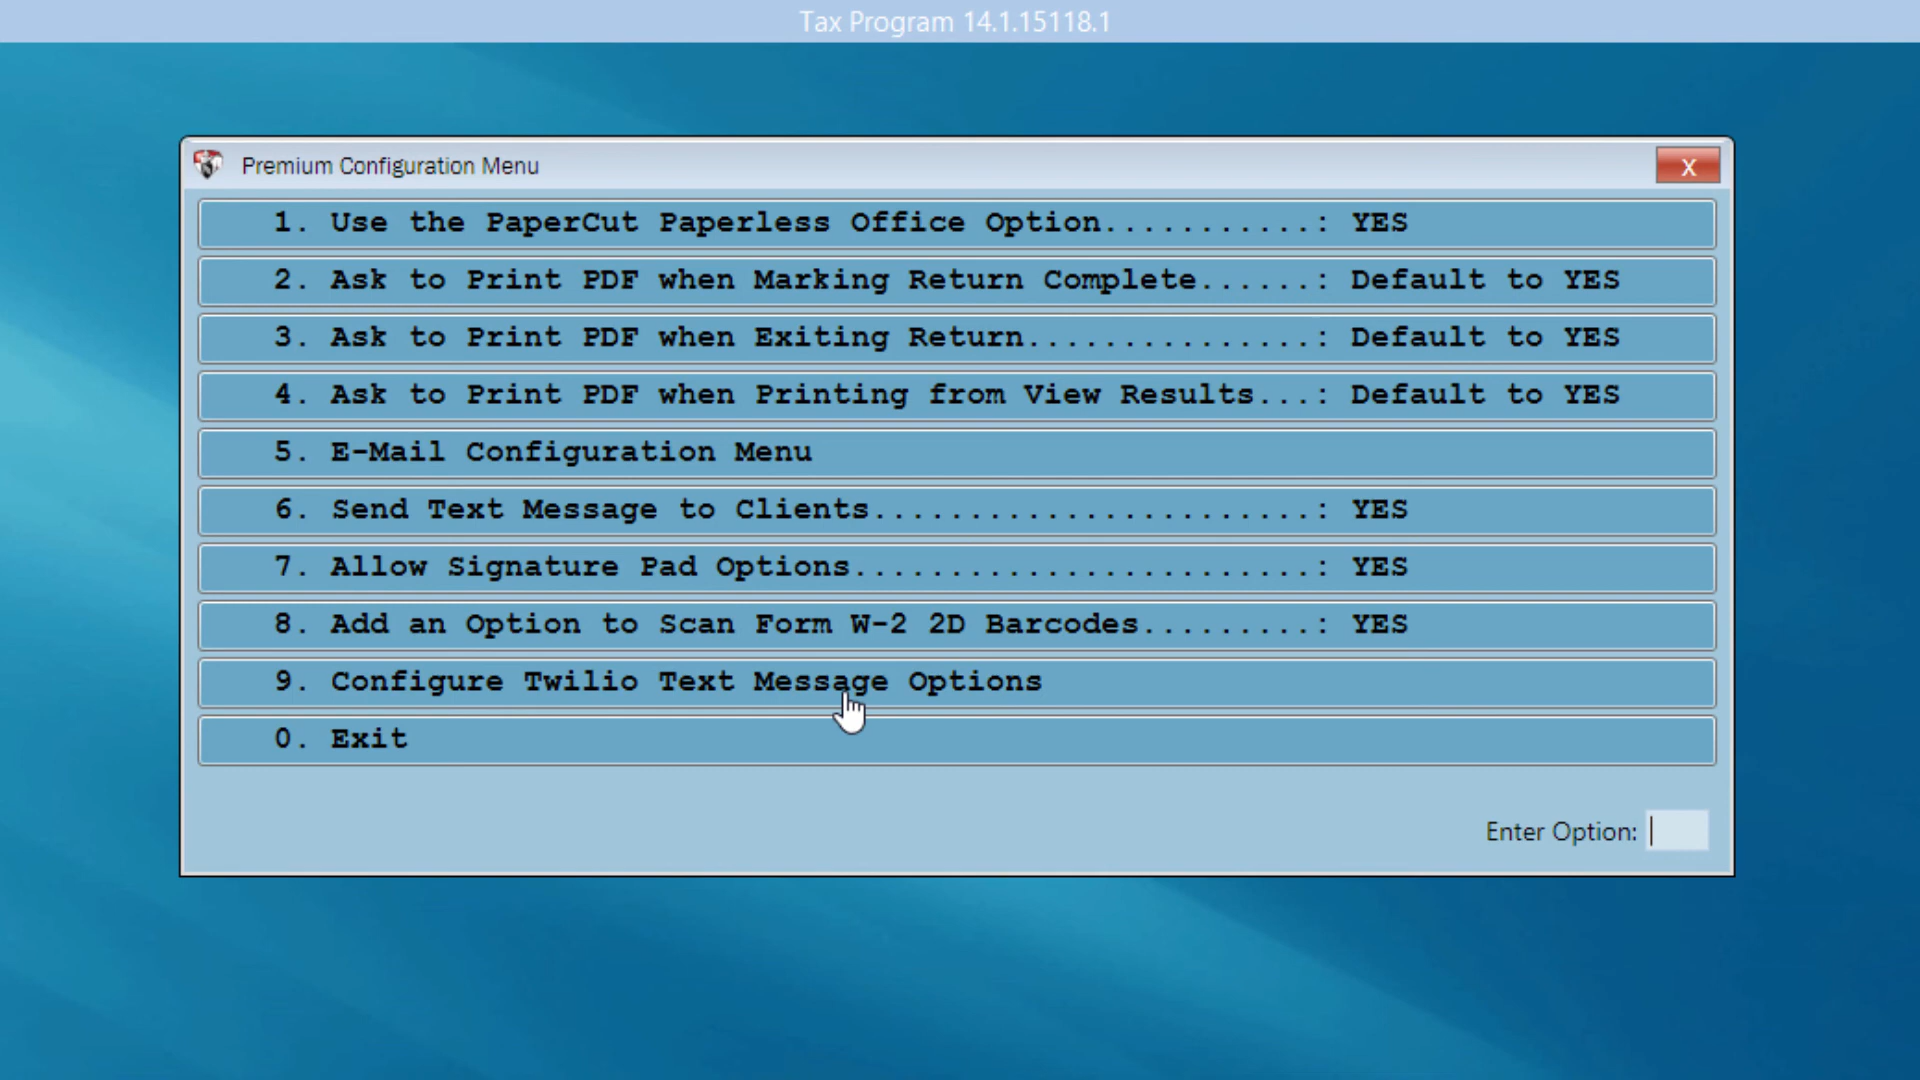 Tax Program 14.1.15118.1
Premium Configuration Menu
X
1. Use the PaperCut Paperless Office Option...........: YES
2. Ask to Print PDF when Marking Return Complete......: Default to YES
3. Ask to Print PDF when Exiting Return...............: Default to YES
4. Ask to Print PDF when Printing from View Results...: Default to YES
5. E-Mail Configuration Menu
6. Send Text Message to Clients.......................: YES
7. Allow Signature Pad Options........................: YES
8. Add an Option to Scan Form W-2 2D Barcodes.........: YES
9. Configure Twilio Text Message Options
0. Exit
Enter Option: